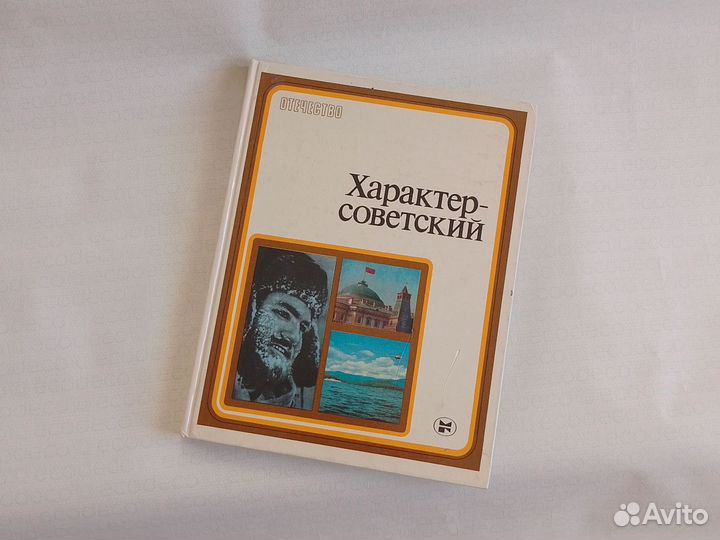 ОТЕЧЕСТВО
Характер-
советский
Avito